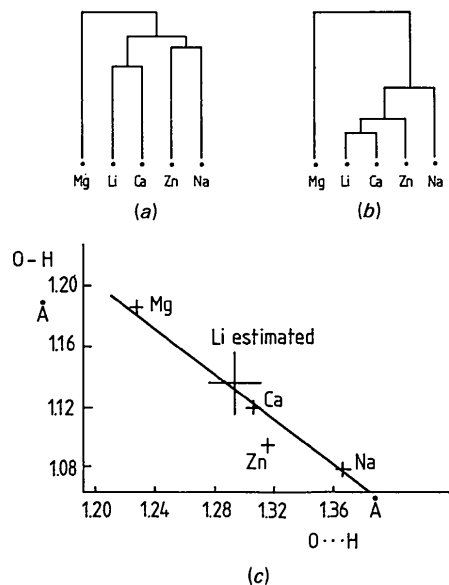 Mg Li Ca Zn Na
(a)
Mg Li Ca Zn Na
(b)
O–H
Å
1.20
1.16
1.12
1.08
Mg
Li estimated
Ca
Zn
Na
1.20 1.24 1.28 1.32 1.36 Å
O···H
(c)